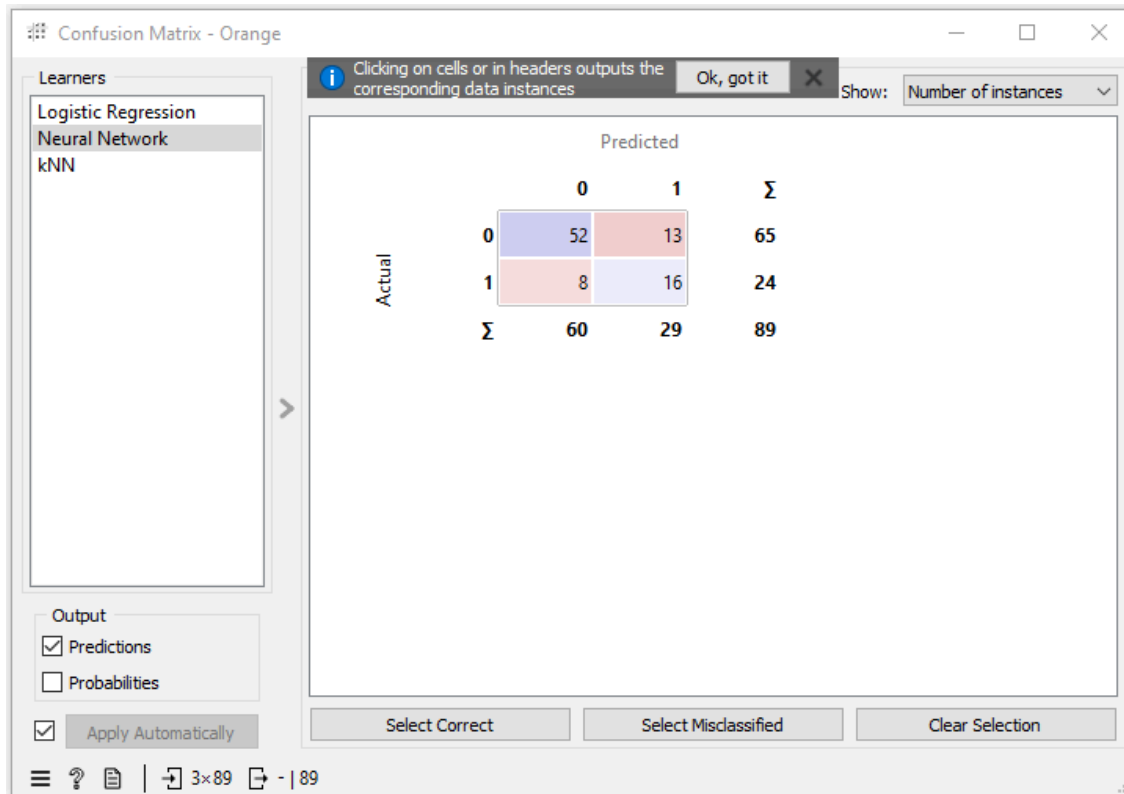 Confusion Matrix - Orange
Learners
Logistic Regression
Neural Network
kNN
Clicking on cells or in headers outputs the
corresponding data instances
Ok, got it
Show: Number of instances
Predicted
0 1 Σ
Actual
0 52 13 65
1 8 16 24
Σ 60 29 89
Output
Predictions
Probabilities
Apply Automatically
Select Correct Select Misclassified Clear Selection
3×89 - | 89